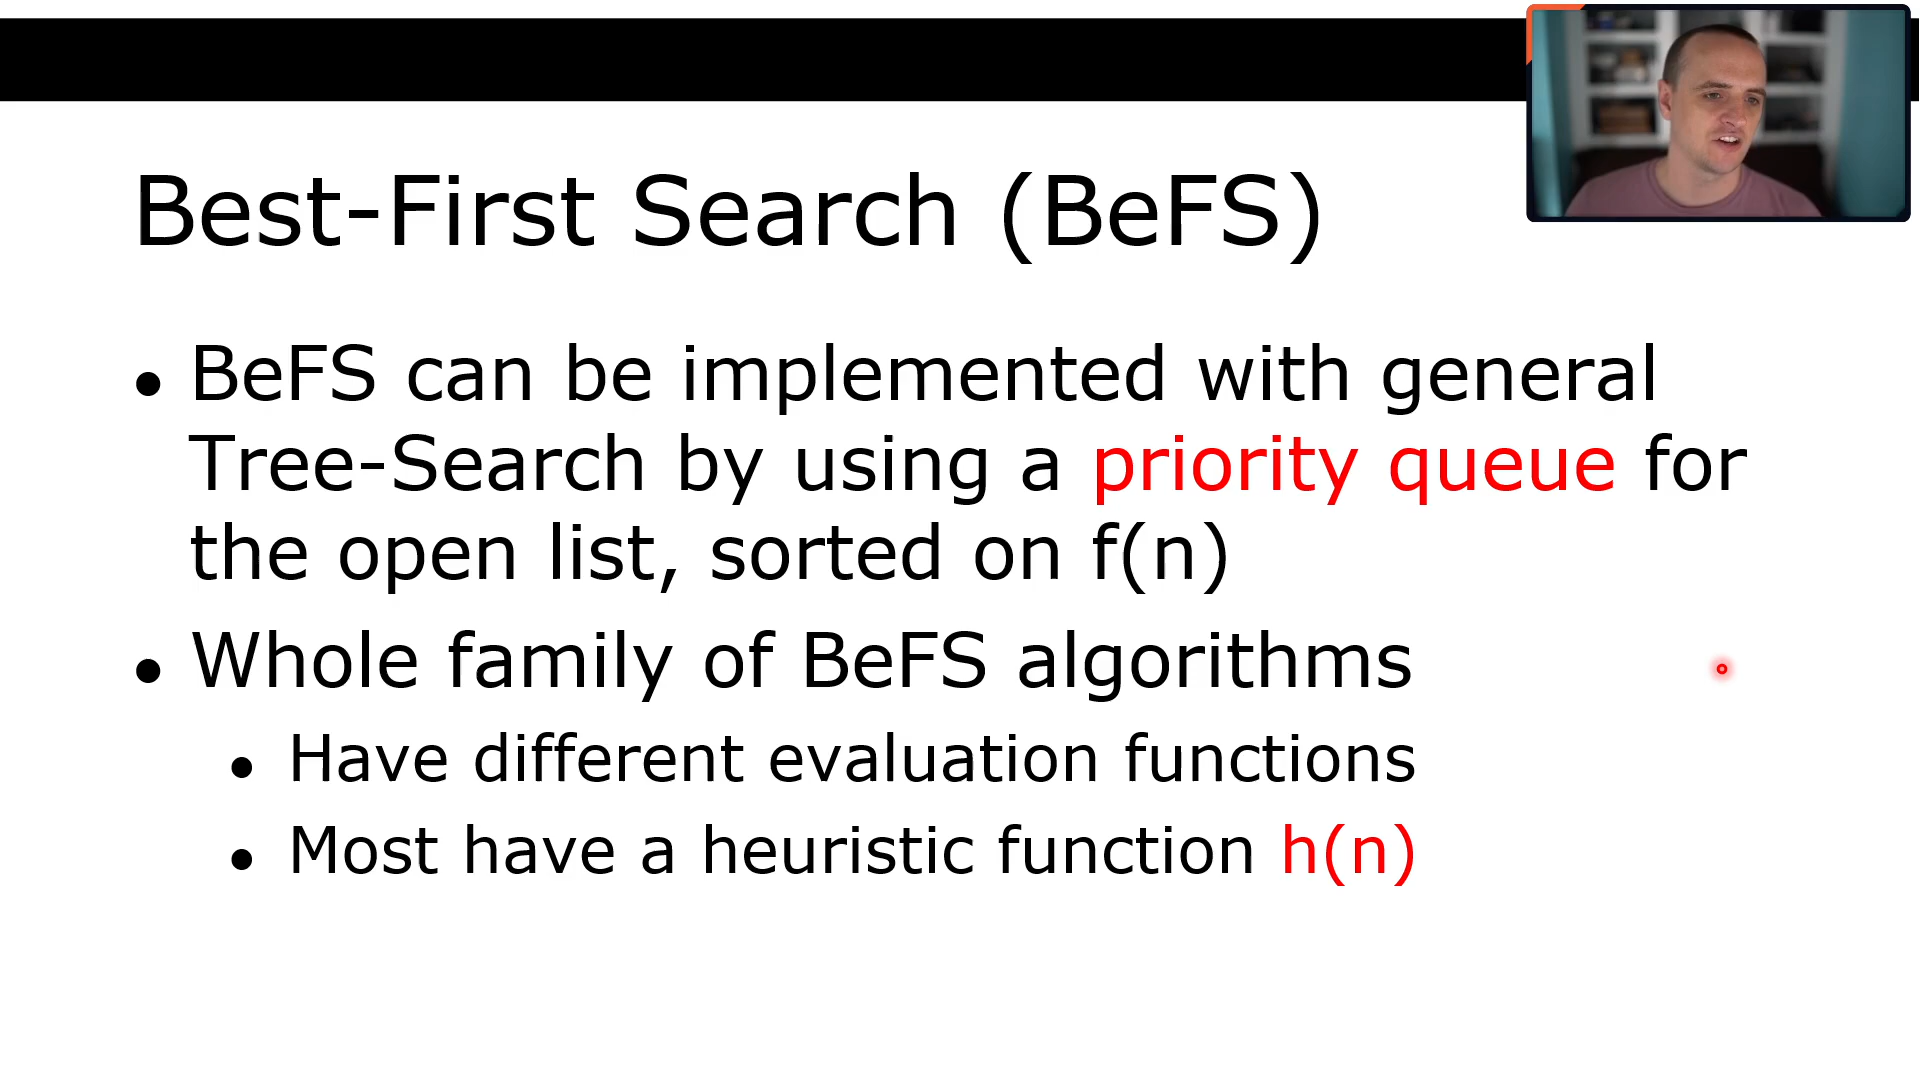 Best-First Search (BeFS)
• BeFS can be implemented with general
Tree-Search by using a priority queue for
the open list, sorted on f(n)
• Whole family of BeFS algorithms
• Have different evaluation functions
• Most have a heuristic function h(n)